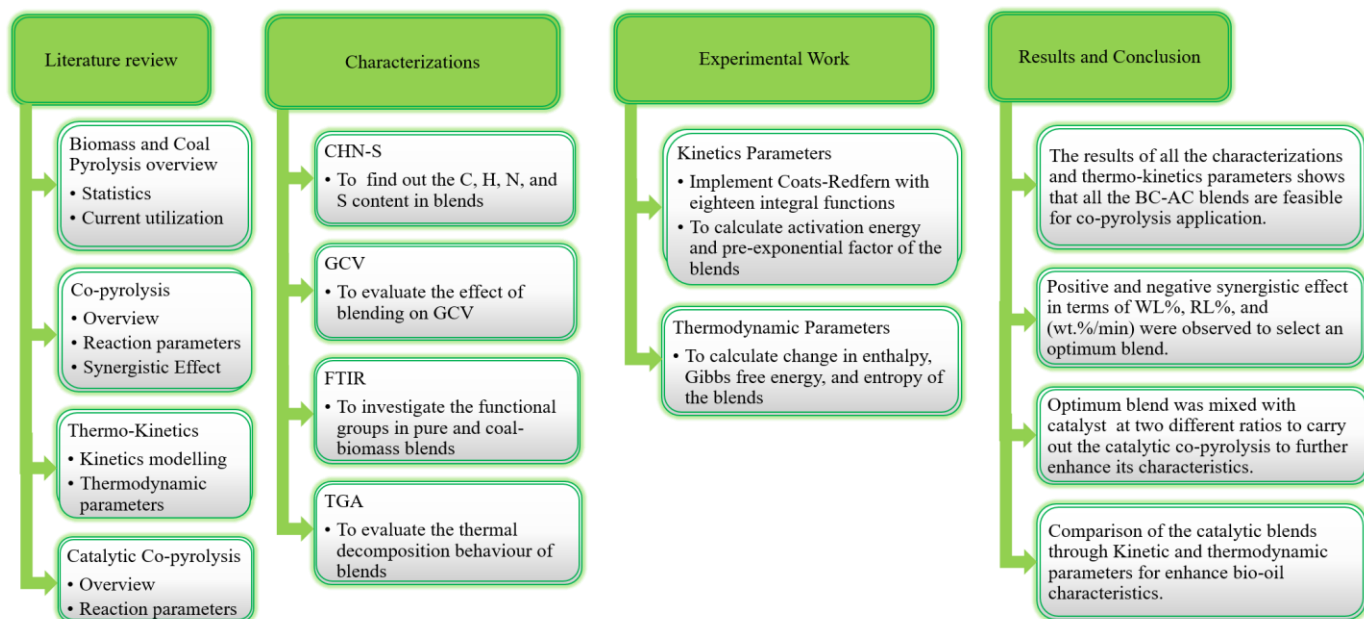 Literature review
Biomass and Coal
Pyrolysis overview
• Statistics
• Current utilization
Co-pyrolysis
• Overview
• Reaction parameters
• Synergistic Effect
Thermo-Kinetics
• Kinetics modelling
• Thermodynamic
parameters
Catalytic Co-pyrolysis
• Overview
• Reaction parameters
Characterizations
CHN-S
• To find out the C, H, N, and
S content in blends
GCV
• To evaluate the effect of
blending on GCV
FTIR
• To investigate the functional
groups in pure and coal-
biomass blends
TGA
• To evaluate the thermal
decomposition behaviour of
blends
Experimental Work
Kinetics Parameters
• Implement Coats-Redfern with
eighteen integral functions
• To calculate activation energy
and pre-exponential factor of the
blends
Thermodynamic Parameters
• To calculate change in enthalpy,
Gibbs free energy, and entropy of
the blends
Results and Conclusion
The results of all the characterizations
and thermo-kinetics parameters shows
that all the BC-AC blends are feasible
for co-pyrolysis application.
Positive and negative synergistic effect
in terms of WL%, RL%, and
(wt.%/min) were observed to select an
optimum blend.
Optimum blend was mixed with
catalyst at two different ratios to carry
out the catalytic co-pyrolysis to further
enhance its characteristics.
Comparison of the catalytic blends
through Kinetic and thermodynamic
parameters for enhance bio-oil
characteristics.